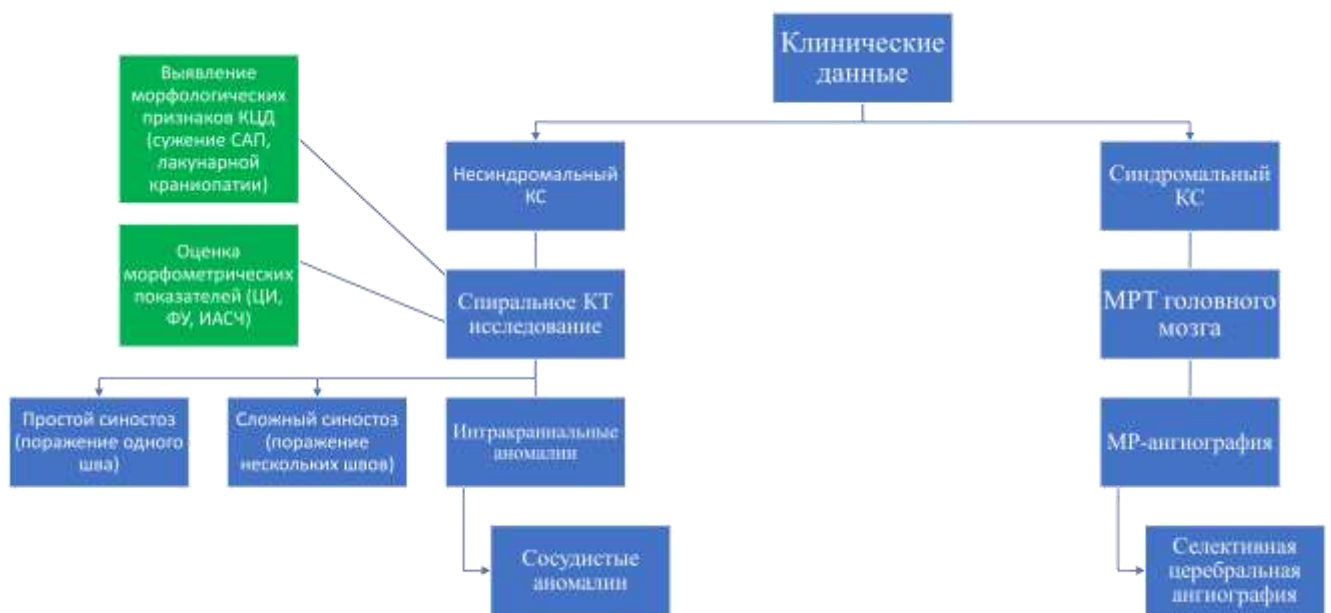 Клинические
данные
Выявление
морфологических
признаков КЦД
(сужение САП,
лакунарной
краниопатии)
Несиндромальный
КС
Синдромальный
КС
Оценка
морфометрических
показателей (ЦИ,
ФУ, ИАСЧ)
Спиральное КТ
исследование
МРТ головного
мозга
Простой синостоз
(поражение одного
шва)
Сложный синостоз
(поражение
нескольких швов)
Интракраниальные
аномалии
МР-ангиография
Сосудистые
аномалии
Селективная
церебральная
ангиография